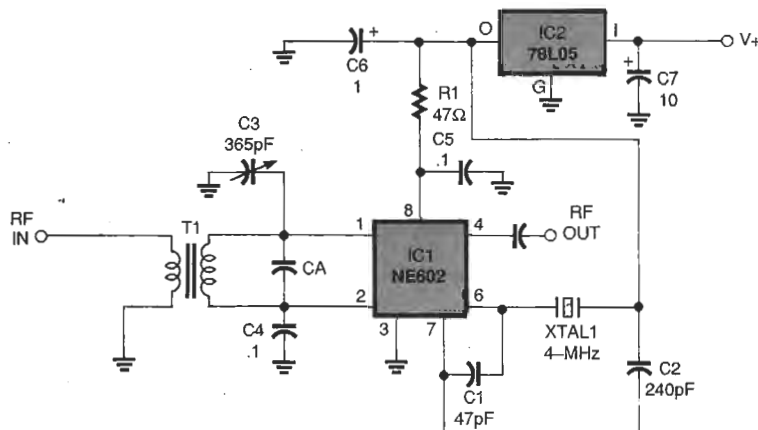 O
IC2
78L05
I
G
V+
C6
+
1
R1
47Ω
+
C7
10
C3
365pF
C5
.1
RF
IN
T1
8
1
4
RF
OUT
IC1
NE602
CA
2
6
C4
.1
3
7
XTAL1
4–MHz
C1
47pF
C2
240pF